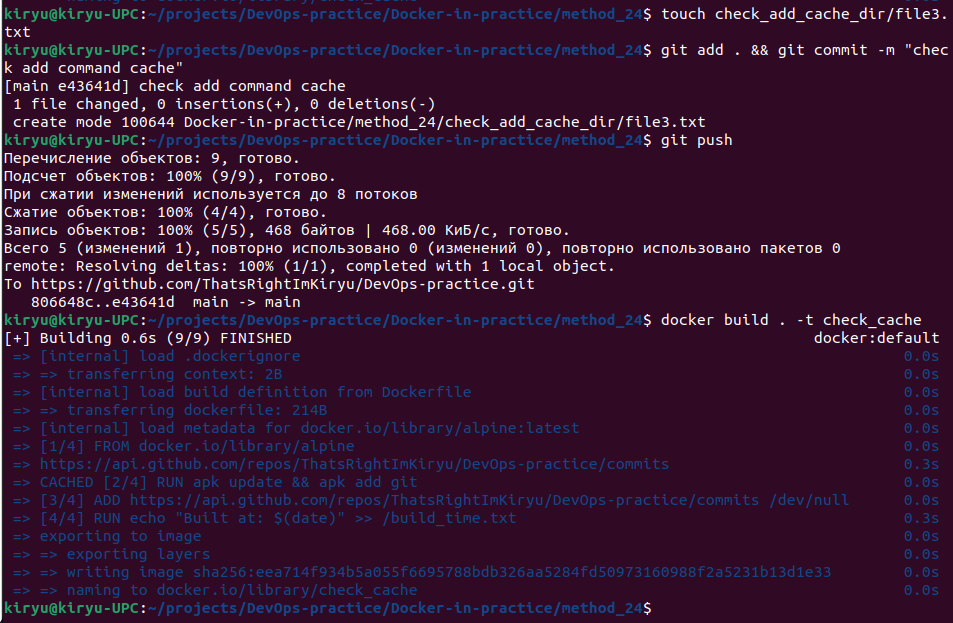 kiryu@kiryu-UPC:~/projects/DevOps-practice/Docker-in-practice/method_24$ touch check_add_cache_dir/file3.
txt
kiryu@kiryu-UPC:~/projects/DevOps-practice/Docker-in-practice/method_24$ git add . && git commit -m "chec
k add command cache"
[main e43641d] check add command cache
 1 file changed, 0 insertions(+), 0 deletions(-)
 create mode 100644 Docker-in-practice/method_24/check_add_cache_dir/file3.txt
kiryu@kiryu-UPC:~/projects/DevOps-practice/Docker-in-practice/method_24$ git push
Перечисление объектов: 9, готово.
Подсчет объектов: 100% (9/9), готово.
При сжатии изменений используется до 8 потоков
Сжатие объектов: 100% (4/4), готово.
Запись объектов: 100% (5/5), 468 байтов | 468.00 КиБ/с, готово.
Всего 5 (изменений 1), повторно использовано 0 (изменений 0), повторно использовано пакетов 0
remote: Resolving deltas: 100% (1/1), completed with 1 local object.
To https://github.com/ThatsRightImKiryu/DevOps-practice.git
   806648c..e43641d  main -> main
kiryu@kiryu-UPC:~/projects/DevOps-practice/Docker-in-practice/method_24$ docker build . -t check_cache
[+] Building 0.6s (9/9) FINISHED docker:default
 => [internal] load .dockerignore 0.0s
 => => transferring context: 2B 0.0s
 => [internal] load build definition from Dockerfile 0.0s
 => => transferring dockerfile: 214B 0.0s
 => [internal] load metadata for docker.io/library/alpine:latest 0.0s
 => [1/4] FROM docker.io/library/alpine 0.0s
 => https://api.github.com/repos/ThatsRightImKiryu/DevOps-practice/commits 0.3s
 => CACHED [2/4] RUN apk update && apk add git 0.0s
 => [3/4] ADD https://api.github.com/repos/ThatsRightImKiryu/DevOps-practice/commits /dev/null 0.0s
 => [4/4] RUN echo "Built at: $(date)" >> /build_time.txt 0.3s
 => exporting to image 0.0s
 => => exporting layers 0.0s
 => => writing image sha256:eea714f934b5a055f6695788bdb326aa5284fd50973160988f2a5231b13d1e33 0.0s
 => => naming to docker.io/library/check_cache 0.0s
kiryu@kiryu-UPC:~/projects/DevOps-practice/Docker-in-practice/method_24$